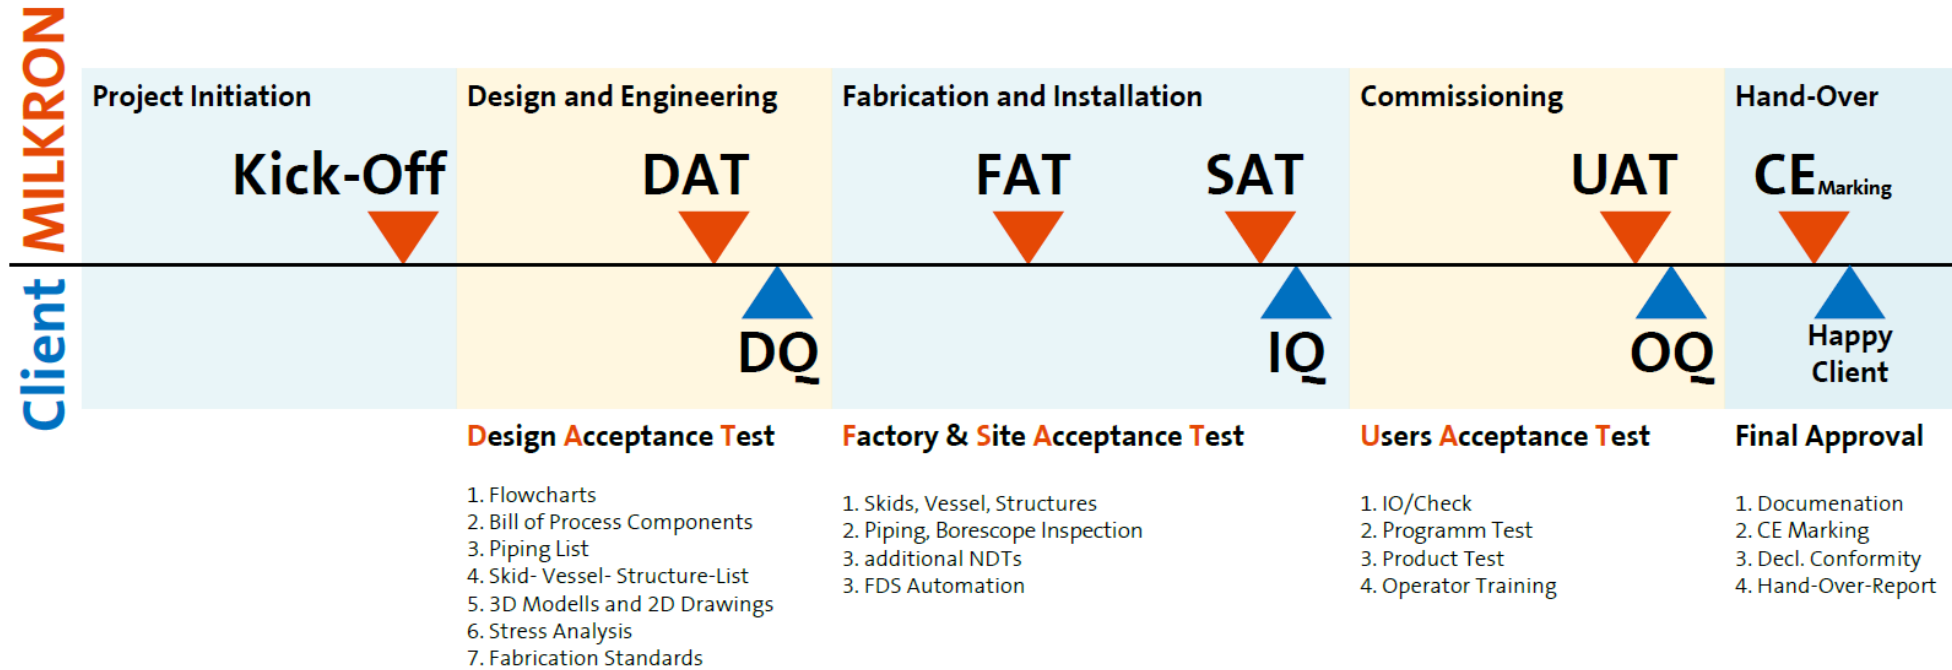 MILKRON
Client
Project Initiation
Kick-Off
Design and Engineering
DAT
DQ
Fabrication and Installation
FAT
SAT
IQ
Commissioning
UAT
OQ
Hand-Over
CE Marking
Happy
Client
Design Acceptance Test
1. Flowcharts
2. Bill of Process Components
3. Piping List
4. Skid- Vessel- Structure-List
5. 3D Modells and 2D Drawings
6. Stress Analysis
7. Fabrication Standards
Factory & Site Acceptance Test
1. Skids, Vessel, Structures
2. Piping, Borescope Inspection
3. additional NDTs
3. FDS Automation
Users Acceptance Test
1. IO/Check
2. Programm Test
3. Product Test
4. Operator Training
Final Approval
1. Documenation
2. CE Marking
3. Decl. Conformity
4. Hand-Over-Report